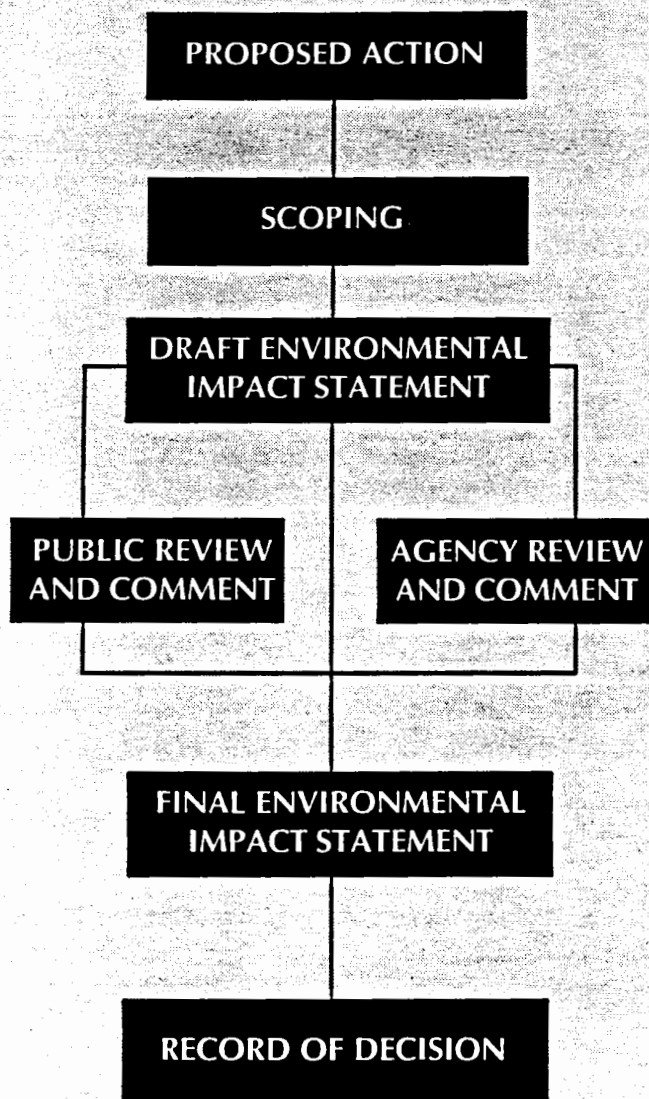 PROPOSED ACTION
SCOPING
DRAFT ENVIRONMENTAL
IMPACT STATEMENT
PUBLIC REVIEW
AND COMMENT
AGENCY REVIEW
AND COMMENT
FINAL ENVIRONMENTAL
IMPACT STATEMENT
RECORD OF DECISION